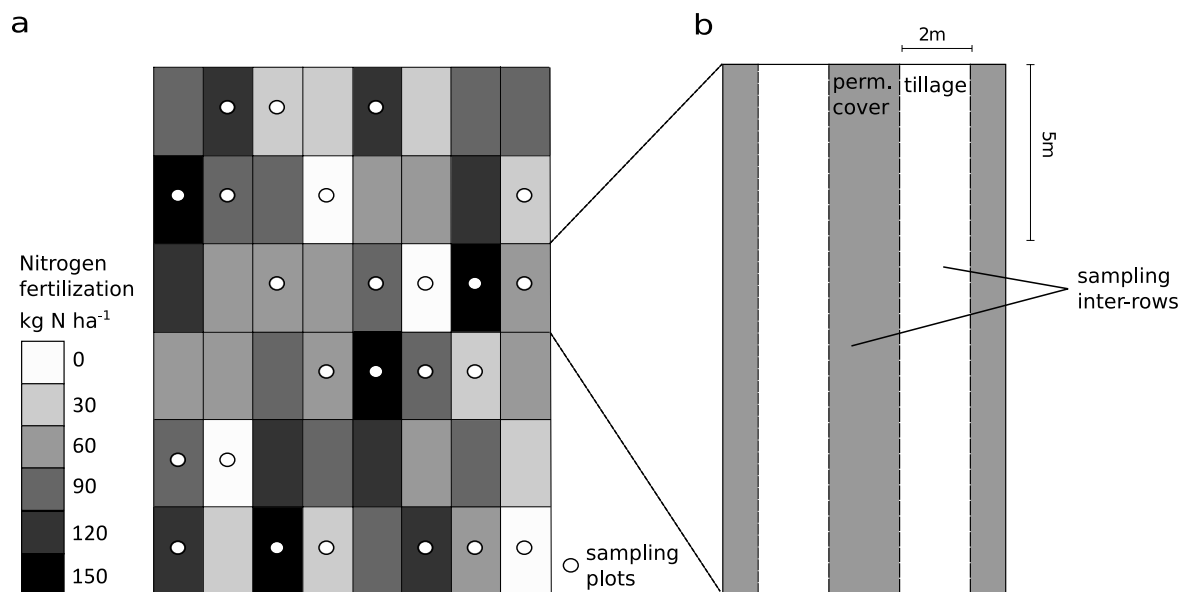 a
Nitrogen
fertilization
kg N ha-1
0
30
60
90
120
150
sampling
plots
b
2m
perm.
cover
tillage
5m
sampling
inter-rows